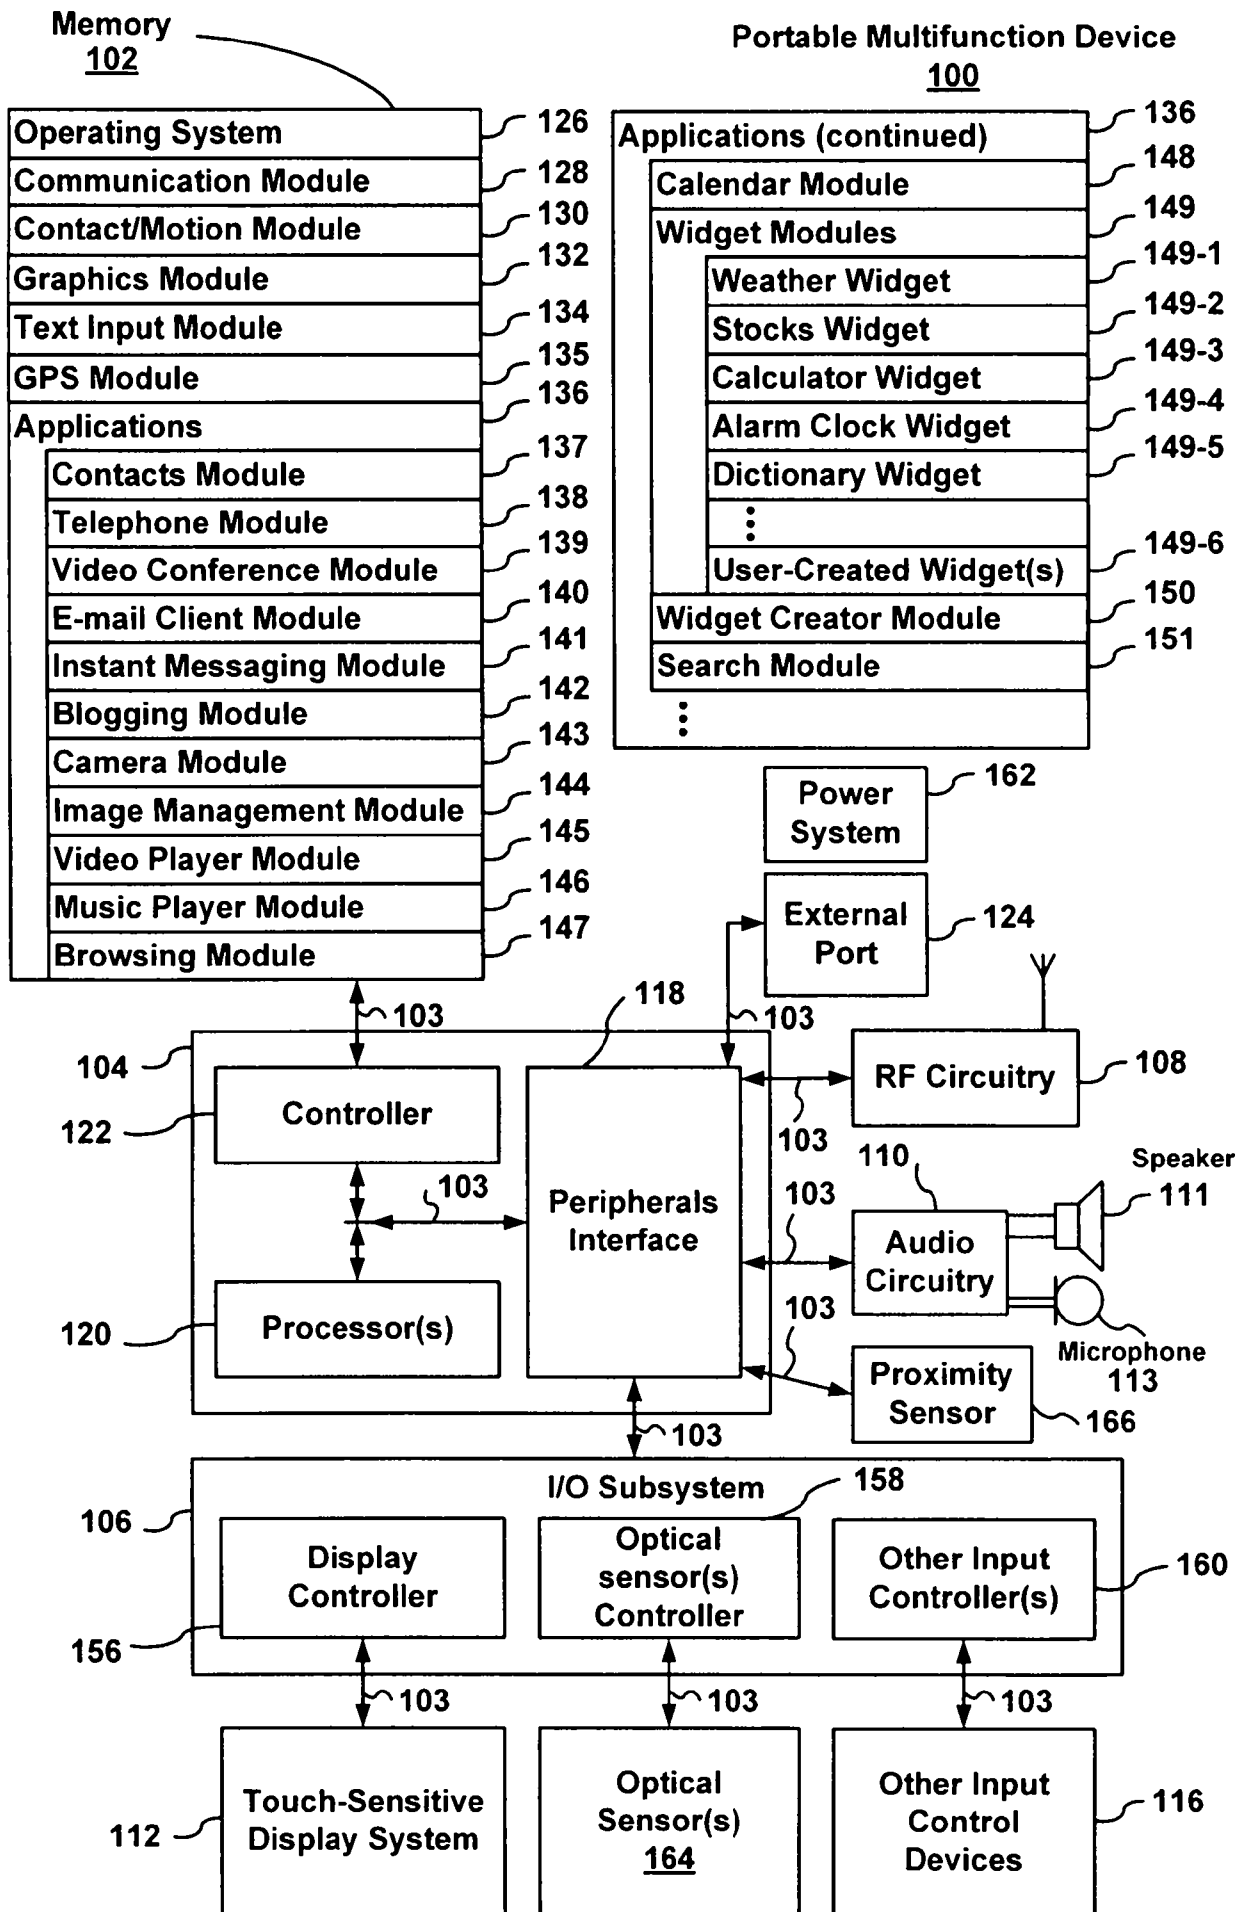 Memory
102
Portable Multifunction Device
100
Operating System 126
Communication Module 128
Contact/Motion Module 130
Graphics Module 132
Text Input Module 134
GPS Module 135
Applications 136
Contacts Module 137
Telephone Module 138
Video Conference Module 139
E-mail Client Module 140
Instant Messaging Module 141
Blogging Module 142
Camera Module 143
Image Management Module 144
Video Player Module 145
Music Player Module 146
Browsing Module 147
Applications (continued) 136
Calendar Module 148
Widget Modules 149
Weather Widget 149-1
Stocks Widget 149-2
Calculator Widget 149-3
Alarm Clock Widget 149-4
Dictionary Widget 149-5
User-Created Widget(s) 149-6
Widget Creator Module 150
Search Module 151
Power
System
162
External
Port
124
103
118
103
104
Controller
122
103
Peripherals
Interface
Processor(s)
120
RF Circuitry
108
103
110
Speaker
111
103
Audio
Circuitry
103
Microphone
113
Proximity
Sensor
166
103
I/O Subsystem
158
106
Display
Controller
156
Optical
sensor(s)
Controller
Other Input
Controller(s)
160
103
103
103
Touch-Sensitive
Display System
112
Optical
Sensor(s)
164
Other Input
Control
Devices
116